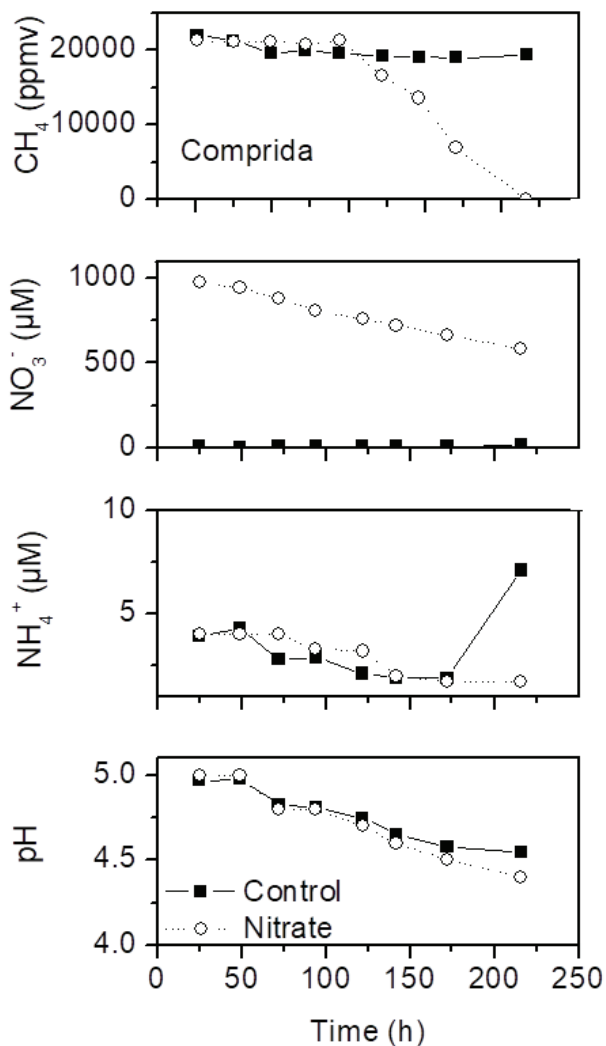 20000
10000
0
CH₄ (ppmv)
Comprida
1000
500
0
NO₃⁻ (µM)
10
5
NH₄⁺ (µM)
5.0
4.5
4.0
pH
Control
Nitrate
0 50 100 150 200 250
Time (h)